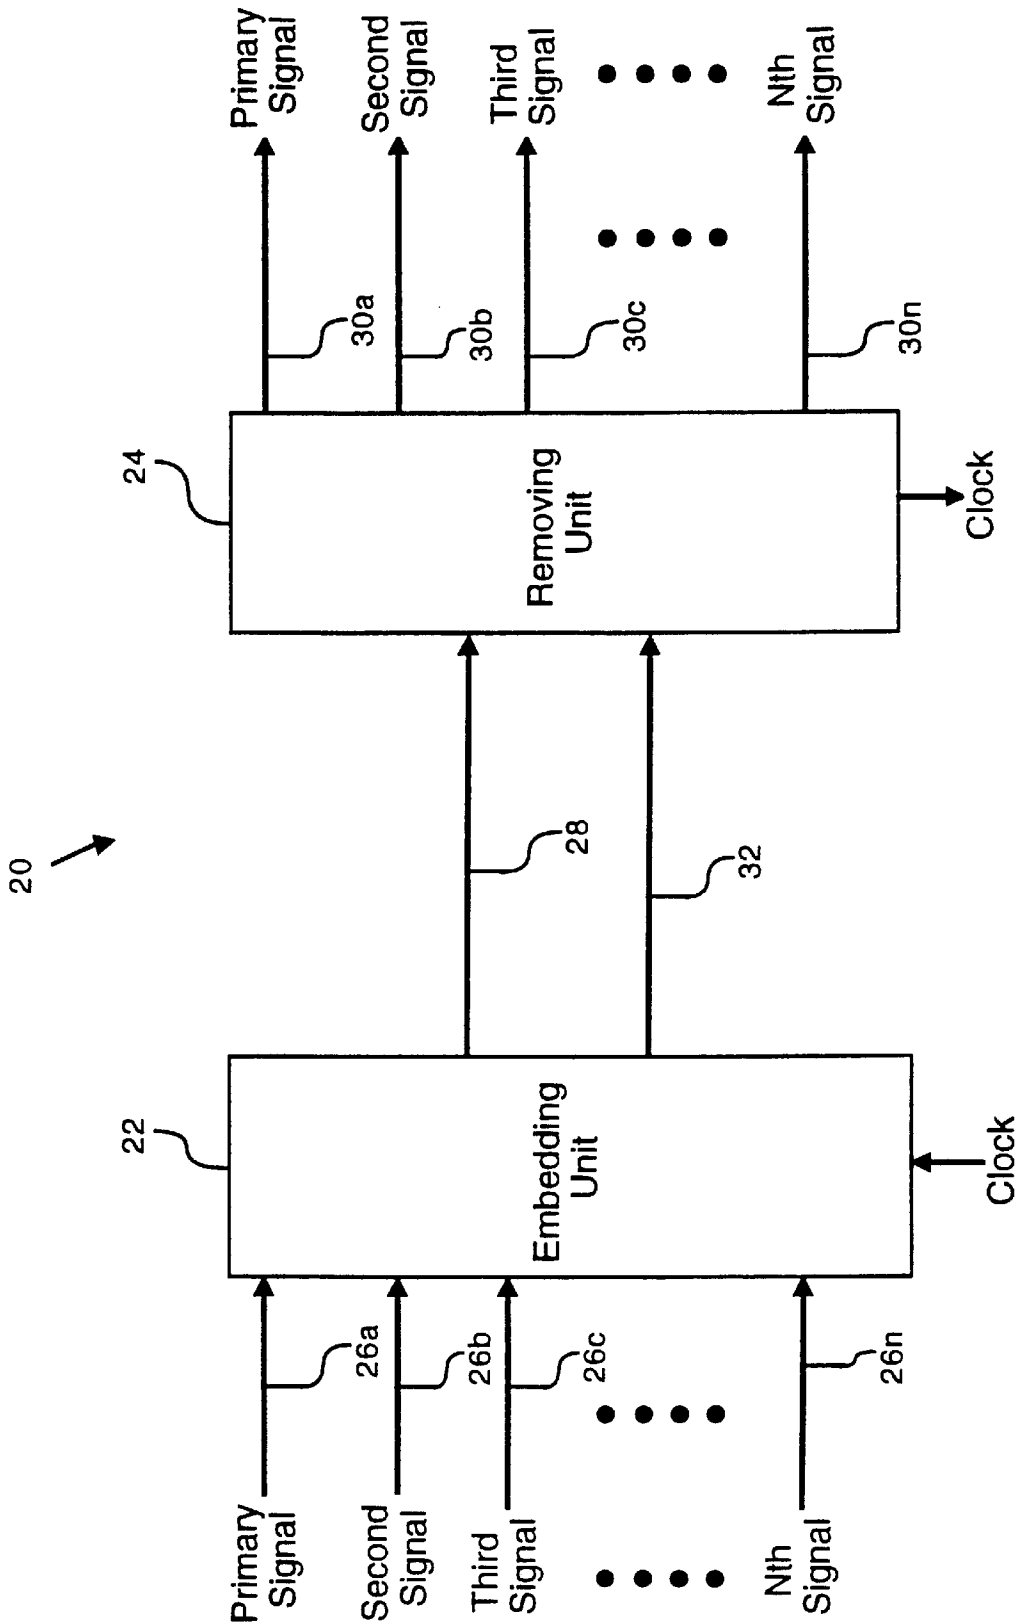 20
Primary
Signal
Second
Signal
Third
Signal
Nth
Signal
26a
26b
26c
26n
22
Embedding
Unit
Clock
28
32
24
Removing
Unit
Clock
30a
30b
30c
30n
Primary
Signal
Second
Signal
Third
Signal
Nth
Signal